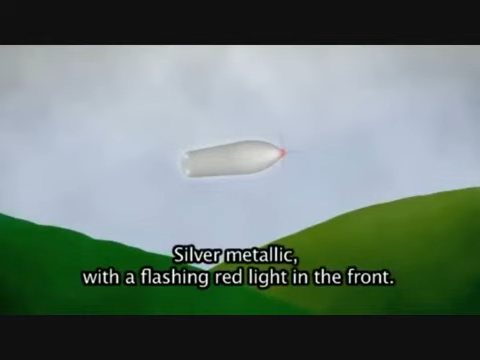 Silver metallic,
with a flashing red light in the front.